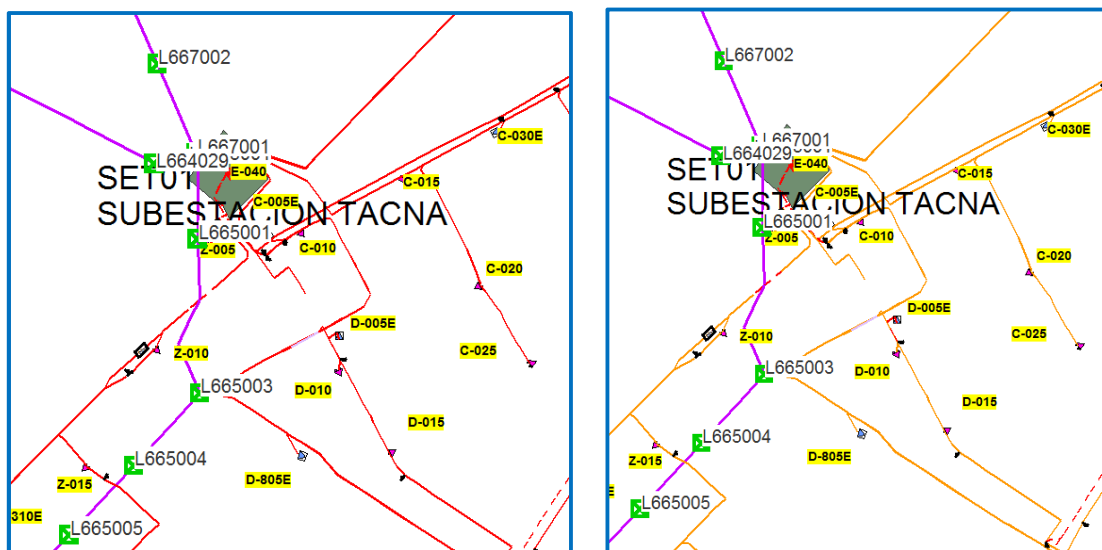 L667002
L667001
L664029
E-040
SET01
C-005E
SUBESTACION TACNA
L665001
Z-005
C-010
C-015
C-030E
C-020
D-005E
Z-010
C-025
L665003
D-010
D-015
L665004
Z-015
D-805E
310E
L665005
L667002
L667001
L664029
E-040
SET01
C-005E
SUBESTACION TACNA
L665001
Z-005
C-010
C-015
C-030E
C-020
D-005E
C-025
Z-010
L665003
D-010
D-015
L665004
Z-015
D-805E
E
L665005